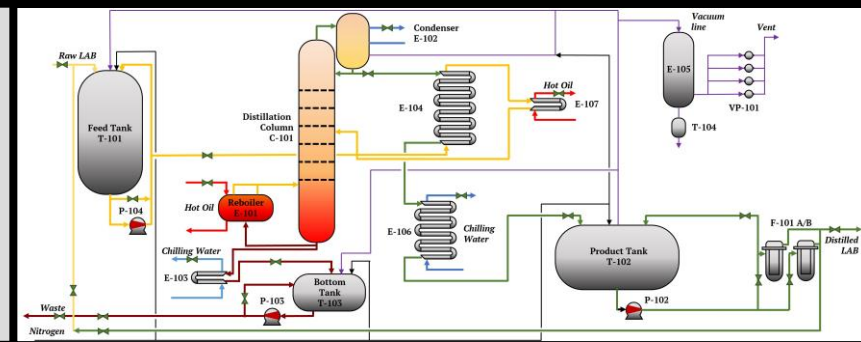 Raw LAB
Feed Tank
T-101
P-104
Hot Oil
Reboiler
E-101
Chilling Water
E-103
Waste
Nitrogen
P-103
Bottom
Tank
T-103
Distillation
Column
C-101
Condenser
E-102
E-104
Hot Oil
E-107
E-106
Chilling
Water
Vacuum
line
Vent
E-105
VP-101
T-104
Product Tank
T-102
P-102
F-101 A/B
Distilled
LAB